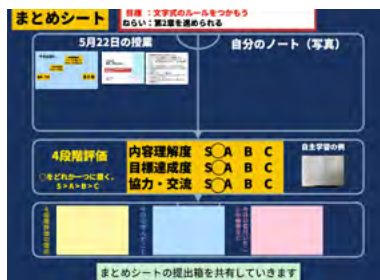 まとめシート
目標 :文字式のルールをつかもう
ねらい:第2章を進められる
5月22日の授業
自分のノート(写真)
4段階評価
○をどれか一つに置く。
S>A>B>C
内容理解度 S A B C
目標達成度 S A B C
協力・交流 S A B C
自主学習の例
まとめシートの提出箱を共有していきます